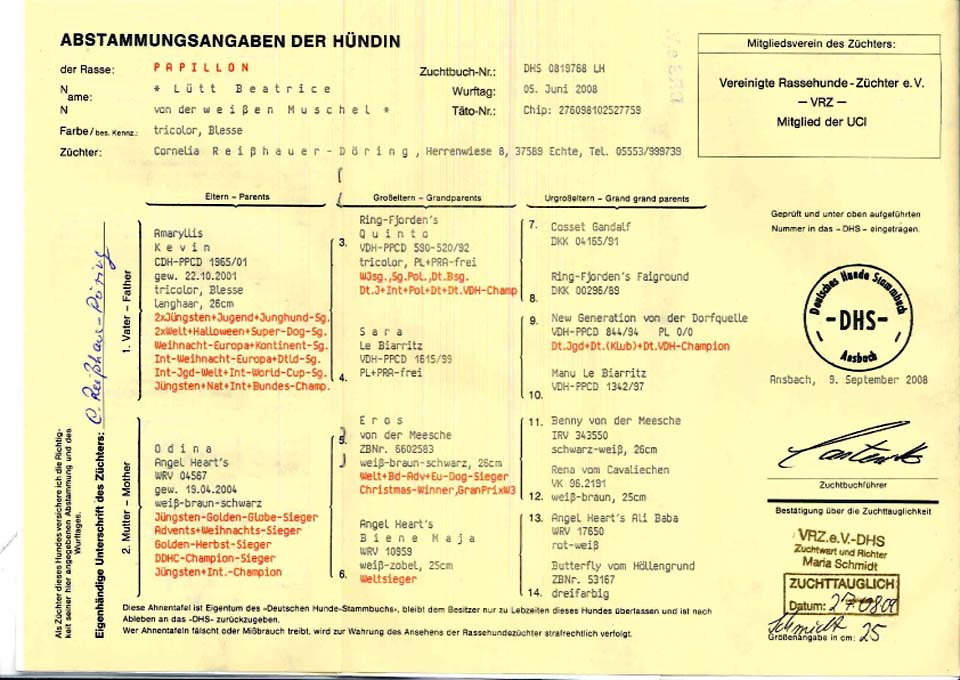 ABSTAMMUNGSANGABEN DER HÜNDIN
der Rasse: PAPILLON
Name: * Lütt Beatrice
N von der weißen Muschel *
Farbe/bes. Kennz.: tricolor, Blesse
Züchter: Cornelia Reißhauer-Döring, Herrenwiese 8, 37589 Echte, Tel. 05553/999739
Zuchtbuch-Nr.: DHS 0819768 LH
Wurftag: 05. Juni 2008
Täto-Nr.: Chip: 276098102527759
Mitgliedsverein des Züchters:
Vereinigte Rassehunde-Züchter e.V.
– VRZ –
Mitglied der UCI
Eltern – Parents
Großeltern – Grandparents
Urgroßeltern – Grand grand parents
1. Vater – Father
Amaryllis
Kevin
CDH-PPCD 1965/01
gew. 22.10.2001
tricolor, Blesse
langhaar, 26cm
2xJüngsten+Jugend+Junghund-Sg.
2xWelt+Halloween+Super-Dog-Sg.
Weihnacht-Europa+Kontinent-Sg.
Int-Weihnacht-Europa+Dtld-Sg.
Int-Jgd-Welt+Int-World-Cup-Sg.
Jüngsten+Nat+Int+Bundes-Champ.
2. Mutter – Mother
Odina
Angel Heart's
WRV 04567
gew. 19.04.2004
weiß-braun-schwarz
Jüngsten-Golden-Globe-Sieger
Advents+Weihnachts-Sieger
Golden-Herbst-Sieger
DDHC-Champion-Sieger
Jüngsten+Int.-Champion
3.
Ring-Fjorden's
Quinto
VDH-PPCD 590-520/92
tricolor, PL+PRA-frei
WJsg.,Sg.Pol.,Dt.Bsg.
Dt.J+Int+Pol+Dt+Dt.VDH-Champ
4.
Sara
Le Biarritz
VDH-PPCD 1615/99
PL+PRA-frei
5.
Eros
von der Meesche
ZBNr. 6602583
weiß-braun-schwarz, 26cm
Welt+Bd-Adv+Eu-Dog-Sieger
Christmas-Winner,GranPrixW3
6.
Angel Heart's
Biene Maja
WRV 10959
weiß-zobel, 25cm
Weltsieger
7. Cosset Gandalf
DKK 04165/91
8.
Ring-Fjorden's Faiground
DKK 00296/89
9. New Generation von der Dorfquelle
VDH-PPCD 844/94 PL 0/0
Dt.Jgd+Dt.(Klub)+Dt.VDH-Champion
10.
Manu Le Biarritz
VDH-PPCD 1342/97
11. Benny von der Meesche
IRV 343550
schwarz-weiß, 26cm
12.
Rena vom Cavaliechen
VK 96.2191
weiß-braun, 25cm
13. Angel Heart's Ali Baba
WRV 17650
rot-weiß
14.
Butterfly vom Höllengrund
ZBNr. 53167
dreifarbig
Geprüft und unter oben aufgeführten
Nummer in das – DHS – eingetragen.
Deutsches Hunde Stammbuch
-DHS-
Ansbach
Ansbach, 9. September 2008
Zuchtbuchführer
Bestätigung über die Zuchttauglichkeit
VRZ.e.V.-DHS
Zuchtwart und Richter
Maria Schmidt
ZUCHTTAUGLICH
Datum: 27.08.09
Schmidt
Größenangabe in cm: 25
Als Züchter dieses Hundes versichere ich die Richtig-
keit seiner hier angegebenen Abstammung und des
Wurftages.
Eigenhändige Unterschrift des Züchters:
Diese Ahnentafel ist Eigentum des »Deutschen Hunde-Stammbuchs«, bleibt dem Besitzer nur zu Lebzeiten dieses Hundes überlassen und ist nach
Ableben an das -DHS- zurückzugeben.
Wer Ahnentafeln fälscht oder Mißbrauch treibt, wird zur Wahrung des Ansehens der Rassehundezüchter strafrechtlich verfolgt.